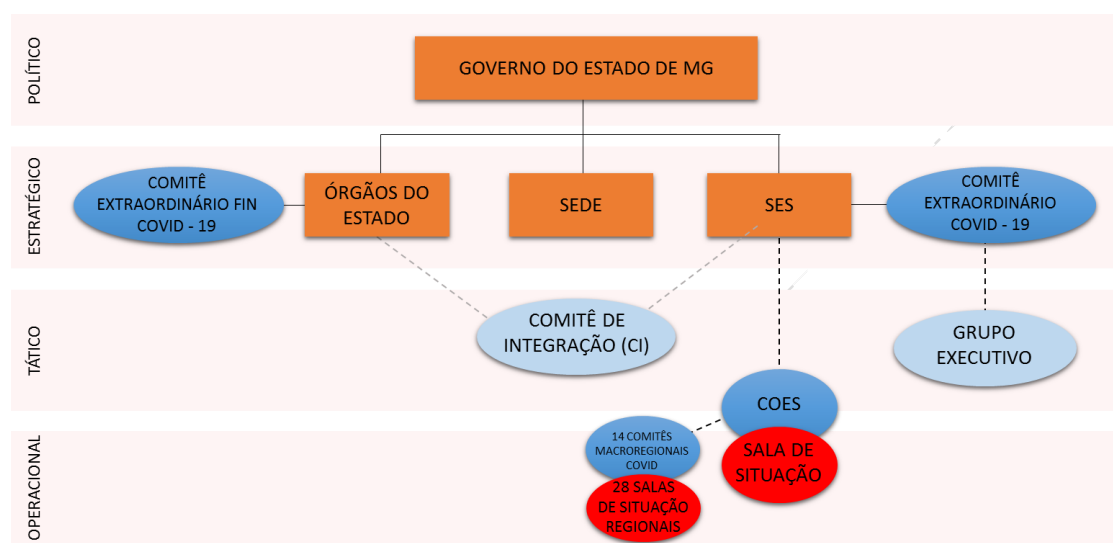 POLÍTICO
GOVERNO DO ESTADO DE MG
ESTRATÉGICO
COMITÊ
EXTRAORDINÁRIO FIN
COVID - 19
ÓRGÃOS DO
ESTADO
SEDE
SES
COMITÊ
EXTRAORDINÁRIO
COVID - 19
TÁTICO
COMITÊ DE
INTEGRAÇÃO (CI)
GRUPO
EXECUTIVO
COES
OPERACIONAL
14 COMITÊS
MACROREGIONAIS
COVID
SALA DE
SITUAÇÃO
28 SALAS
DE SITUAÇÃO
REGIONAIS